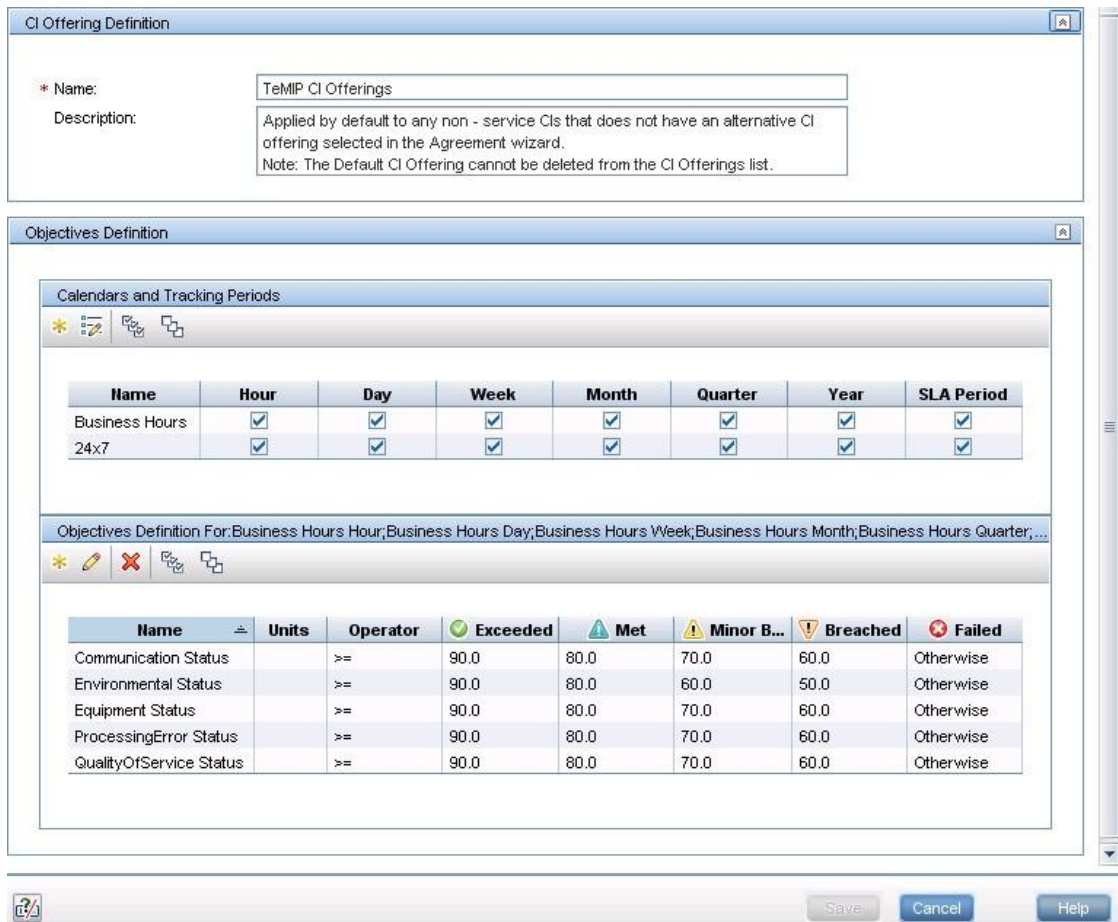 CI Offering Definition
* Name: TeMIP CI Offerings
Description: Applied by default to any non - service CIs that does not have an alternative CI
offering selected in the Agreement wizard.
Note: The Default CI Offering cannot be deleted from the CI Offerings list.
Objectives Definition
Calendars and Tracking Periods
Name Hour Day Week Month Quarter Year SLA Period
Business Hours
24x7
Objectives Definition For:Business Hours Hour;Business Hours Day;Business Hours Week;Business Hours Month;Business Hours Quarter;...
Name Units Operator Exceeded Met Minor B... Breached Failed
Communication Status >= 90.0 80.0 70.0 60.0 Otherwise
Environmental Status >= 90.0 80.0 60.0 50.0 Otherwise
Equipment Status >= 90.0 80.0 70.0 60.0 Otherwise
ProcessingError Status >= 90.0 80.0 70.0 60.0 Otherwise
QualityOfService Status >= 90.0 80.0 70.0 60.0 Otherwise
Save Cancel Help